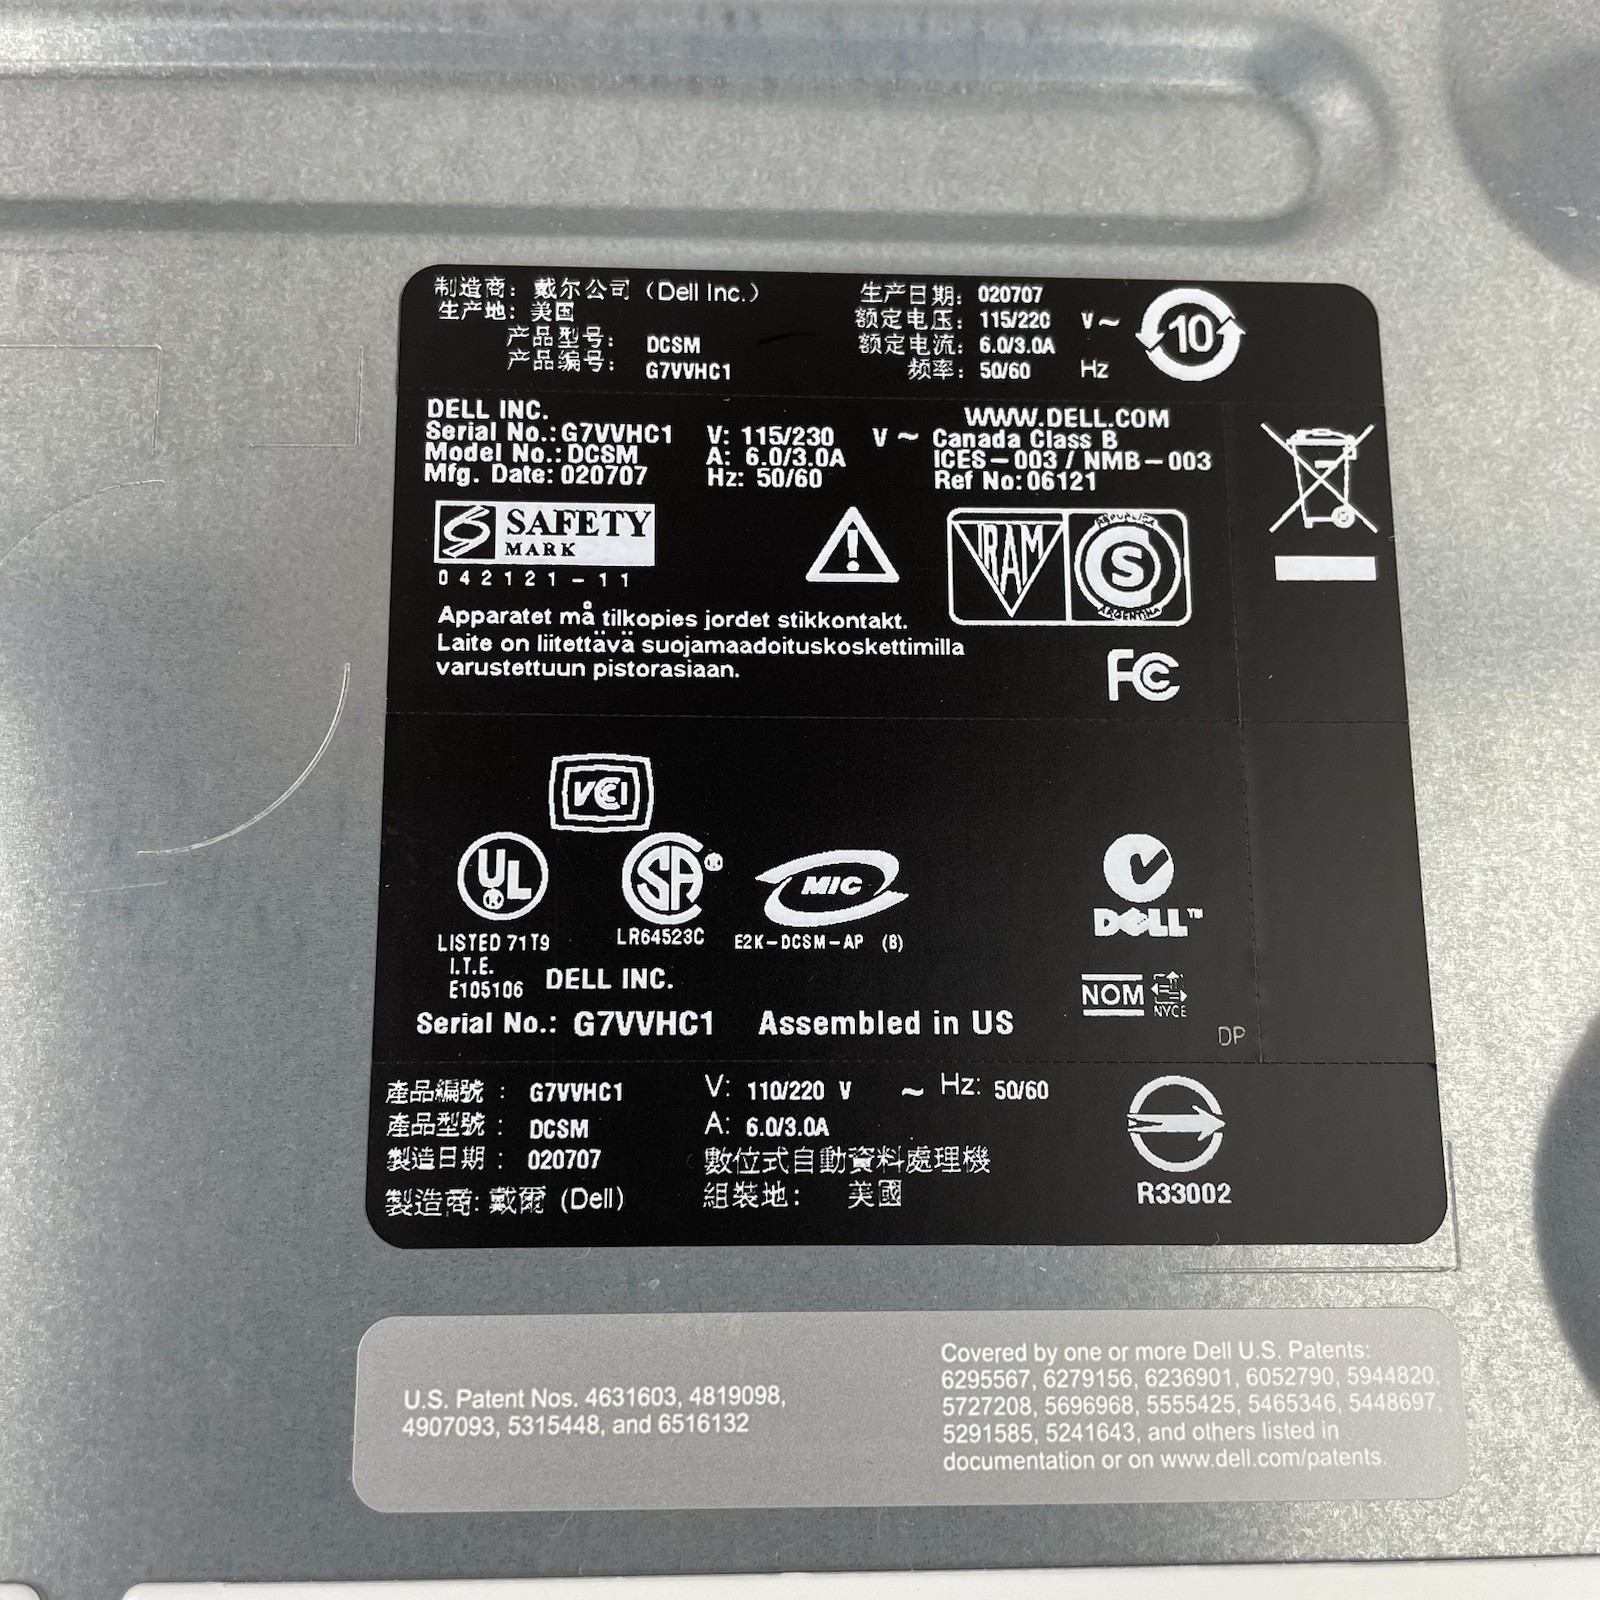 制造商: 戴尔公司 (Dell Inc.)
生产地: 美国
产品型号: DCSM
产品编号: G7VVHC1
生产日期: 020707
额定电压: 115/220 V~
额定电流: 6.0/3.0A
频率: 50/60 Hz
10
DELL INC.
Serial No.: G7VVHC1
Model No.: DCSM
Mfg. Date: 020707
V: 115/230 V ~
A: 6.0/3.0A
Hz: 50/60
WWW.DELL.COM
Canada Class B
ICES-003 / NMB-003
Ref No: 06121
SAFETY
MARK
042121-11
!
IRAM
REPUBLICA
S
ARGENTINA
Apparatet må tilkopies jordet stikkontakt.
Laite on liitettävä suojamaadoituskoskettimilla
varustettuun pistorasiaan.
FC
VCI
UL®
LISTED 71T9
I.T.E.
E105106
SA®
LR64523C
MIC
E2K-DCSM-AP (B)
DELL™
DELL INC.
NOM
NYCE
Serial No.: G7VVHC1 Assembled in US
DP
產品編號 : G7VVHC1
產品型號 : DCSM
製造日期 : 020707
製造商: 戴爾 (Dell)
V: 110/220 V ~ Hz: 50/60
A: 6.0/3.0A
數位式自動資料處理機
組裝地: 美國
R33002
U.S. Patent Nos. 4631603, 4819098,
4907093, 5315448, and 6516132
Covered by one or more Dell U.S. Patents:
6295567, 6279156, 6236901, 6052790, 5944820,
5727208, 5696968, 5555425, 5465346, 5448697,
5291585, 5241643, and others listed in
documentation or on www.dell.com/patents.